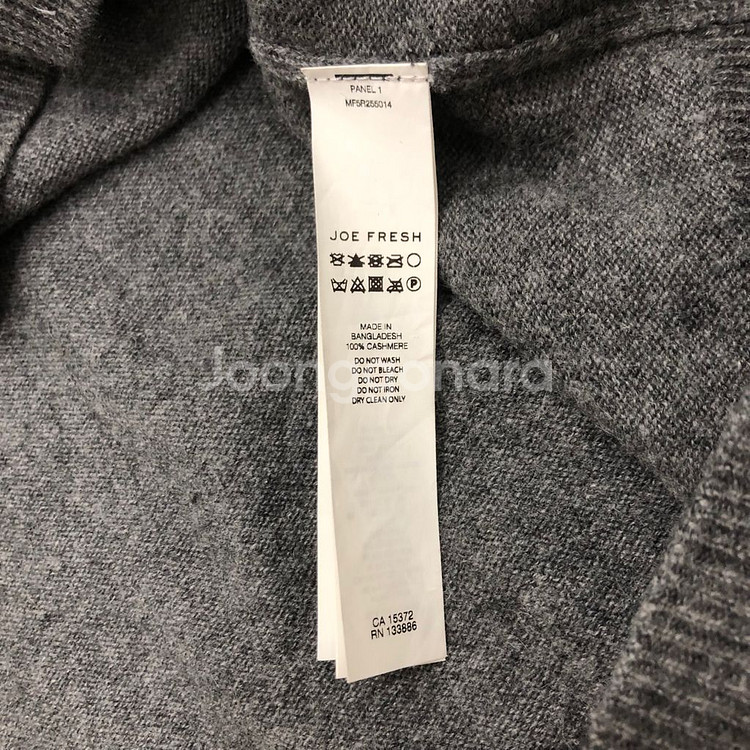 PANEL 1
MF5R255014
JOE FRESH
MADE IN
BANGLADESH
100% CASHMERE
DO NOT WASH
DO NOT BLEACH
DO NOT DRY
DO NOT IRON
DRY CLEAN ONLY
Joongonnara
CA 15372
RN 133886